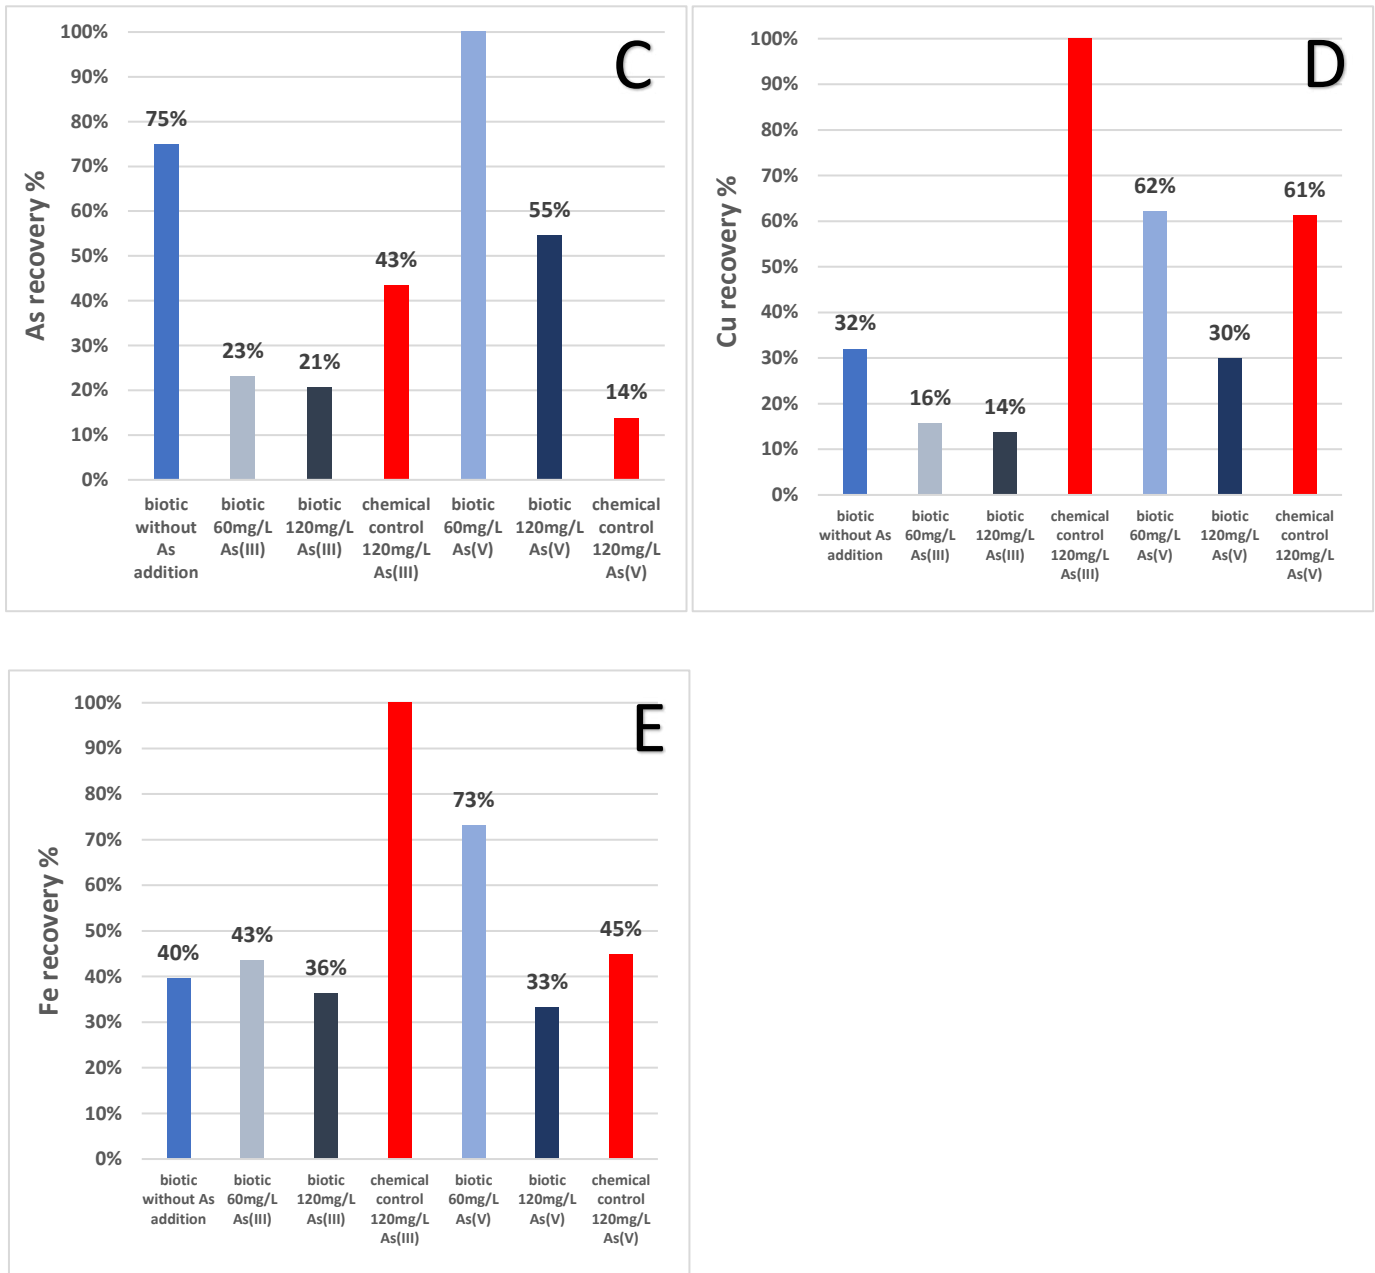 C
As recovery %
100%
90%
80%
70%
60%
50%
40%
30%
20%
10%
0%
75%
23%
21%
43%
55%
14%
biotic
without
As
addition
biotic
60mg/L
As(III)
biotic
120mg/L
As(III)
chemical
control
120mg/L
As(III)
biotic
60mg/L
As(V)
biotic
120mg/L
As(V)
chemical
control
120mg/L
As(V)
D
Cu recovery %
100%
90%
80%
70%
60%
50%
40%
30%
20%
10%
0%
32%
16%
14%
62%
30%
61%
biotic
without As
addition
biotic
60mg/L
As(III)
biotic
120mg/L
As(III)
chemical
control
120mg/L
As(III)
biotic
60mg/L
As(V)
biotic
120mg/L
As(V)
chemical
control
120mg/L
As(V)
E
Fe recovery %
100%
90%
80%
70%
60%
50%
40%
30%
20%
10%
0%
40%
43%
36%
73%
33%
45%
biotic
without As
addition
biotic
60mg/L
As(III)
biotic
120mg/L
As(III)
chemical
control
120mg/L
As(III)
biotic
60mg/L
As(V)
biotic
120mg/L
As(V)
chemical
control
120mg/L
As(V)